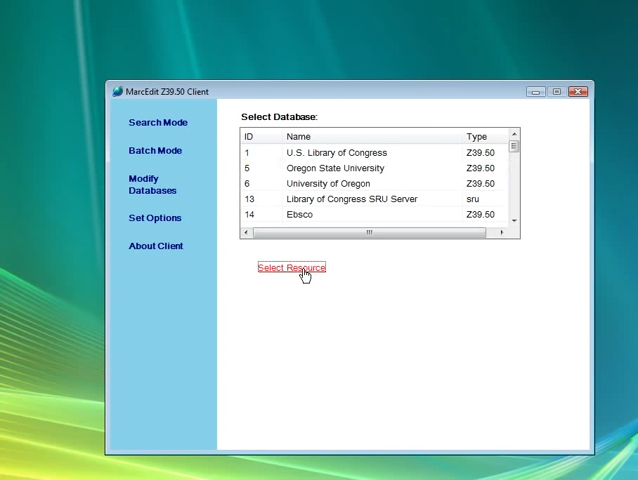 MarcEdit Z39.50 Client
Search Mode
Batch Mode
Modify
Databases
Set Options
About Client
Select Database:
ID Name Type
1 U.S. Library of Congress Z39.50
5 Oregon State University Z39.50
6 University of Oregon Z39.50
13 Library of Congress SRU Server sru
14 Ebsco Z39.50
Select Resource